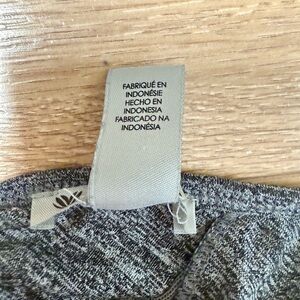 FABRIQUÉ EN
INDONÉSIE
HECHO EN
INDONESIA
FABRICADO NA
INDONÉSIA